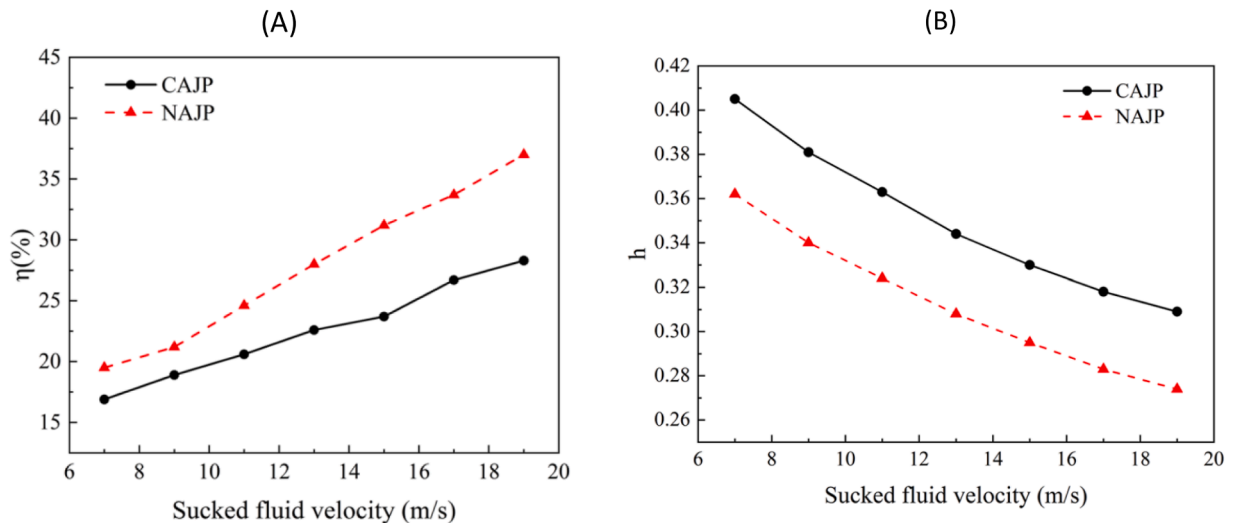 (A)
η(%)
45
40
35
30
25
20
15
CAJP
NAJP
6 8 10 12 14 16 18 20
Sucked fluid velocity (m/s)
(B)
h
0.42
0.40
0.38
0.36
0.34
0.32
0.30
0.28
0.26
CAJP
NAJP
6 8 10 12 14 16 18 20
Sucked fluid velocity (m/s)